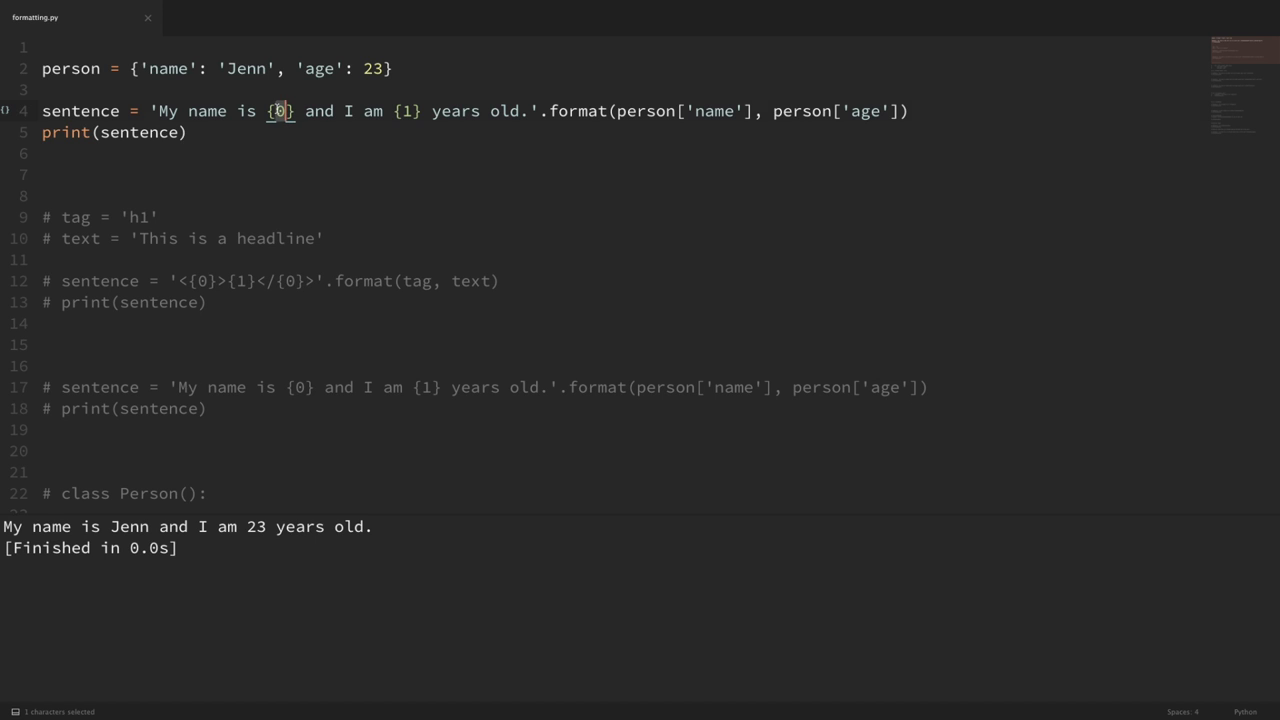 formatting.py ×
1
2 person = {'name': 'Jenn', 'age': 23}
3
{} 4 sentence = 'My name is {0} and I am {1} years old.'.format(person['name'], person['age'])
5 print(sentence)
6
7
8
9 # tag = 'h1'
10 # text = 'This is a headline'
11
12 # sentence = '<{0}>{1}</{0}>'.format(tag, text)
13 # print(sentence)
14
15
16
17 # sentence = 'My name is {0} and I am {1} years old.'.format(person['name'], person['age'])
18 # print(sentence)
19
20
21
22 # class Person():
My name is Jenn and I am 23 years old.
[Finished in 0.0s]
1 characters selected Spaces: 4 Python